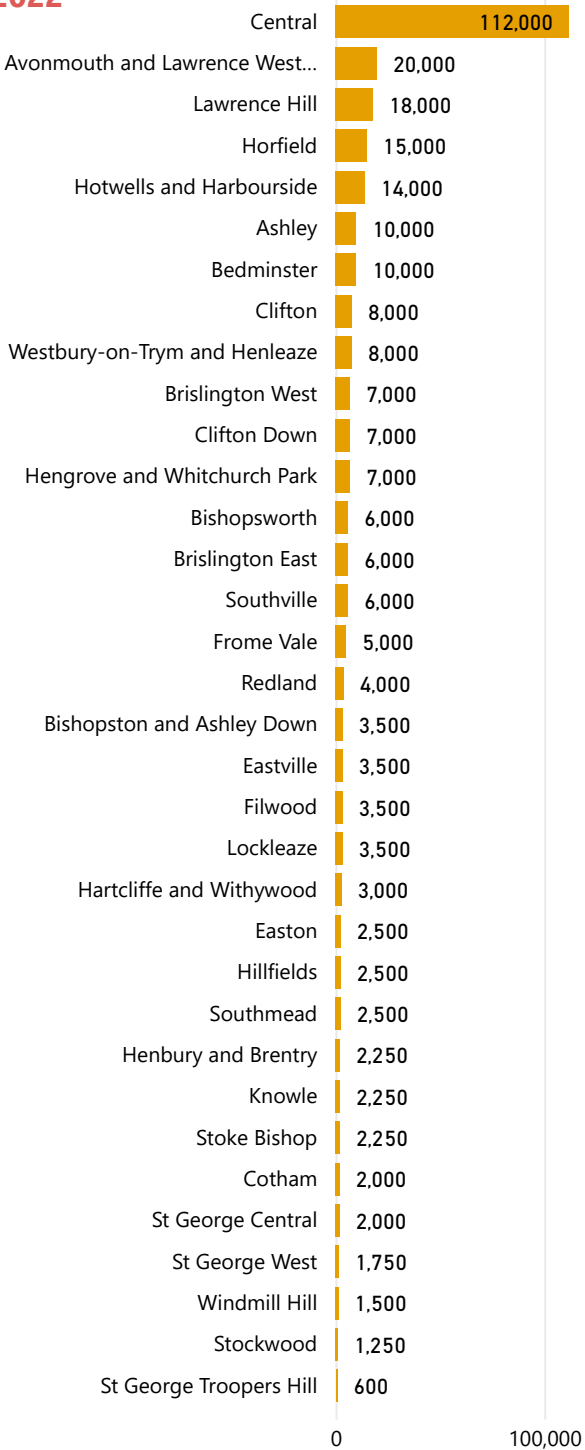 2022
Central 112,000
Avonmouth and Lawrence West... 20,000
Lawrence Hill 18,000
Horfield 15,000
Hotwells and Harbourside 14,000
Ashley 10,000
Bedminster 10,000
Clifton 8,000
Westbury-on-Trym and Henleaze 8,000
Brislington West 7,000
Clifton Down 7,000
Hengrove and Whitchurch Park 7,000
Bishopsworth 6,000
Brislington East 6,000
Southville 6,000
Frome Vale 5,000
Redland 4,000
Bishopston and Ashley Down 3,500
Eastville 3,500
Filwood 3,500
Lockleaze 3,500
Hartcliffe and Withywood 3,000
Easton 2,500
Hillfields 2,500
Southmead 2,500
Henbury and Brentry 2,250
Knowle 2,250
Stoke Bishop 2,250
Cotham 2,000
St George Central 2,000
St George West 1,750
Windmill Hill 1,500
Stockwood 1,250
St George Troopers Hill 600
0 100,000